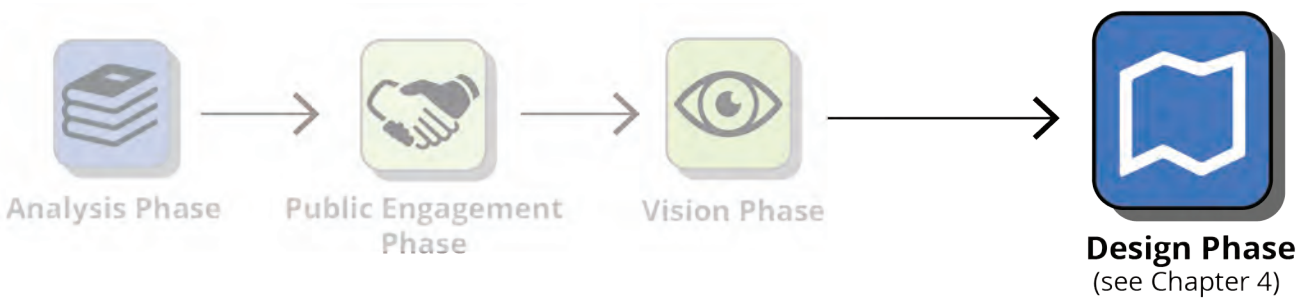 Analysis Phase
Public Engagement
Phase
Vision Phase
Design Phase
(see Chapter 4)